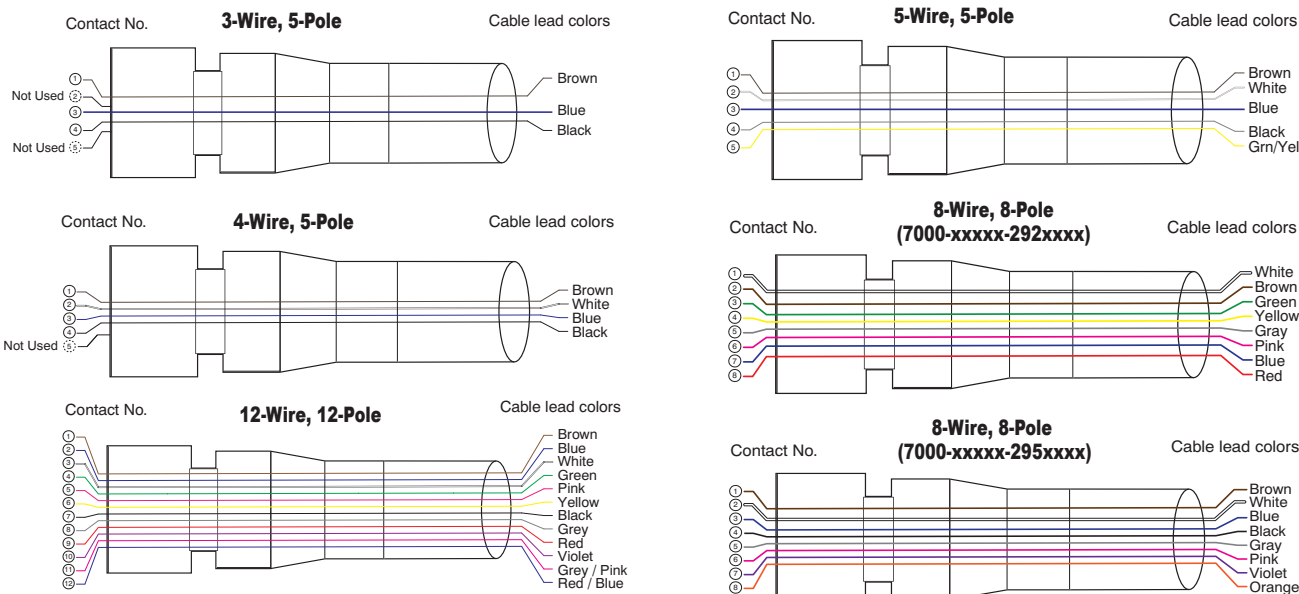 3-Wire, 5-Pole
Contact No.
Cable lead colors
1
Brown
Not Used 2
3
Blue
4
Black
Not Used 5
4-Wire, 5-Pole
Contact No.
Cable lead colors
1
Brown
2
White
3
Blue
4
Black
Not Used 5
12-Wire, 12-Pole
Contact No.
Cable lead colors
1
Brown
2
Blue
3
White
4
Green
5
Pink
6
Yellow
7
Black
8
Grey
9
Red
10
Violet
11
Grey / Pink
12
Red / Blue
5-Wire, 5-Pole
Contact No.
Cable lead colors
1
Brown
2
White
3
Blue
4
Black
5
Grn/Yel
8-Wire, 8-Pole
(7000-xxxxx-292xxxx)
Contact No.
Cable lead colors
1
White
2
Brown
3
Green
4
Yellow
5
Gray
6
Pink
7
Blue
8
Red
8-Wire, 8-Pole
(7000-xxxxx-295xxxx)
Contact No.
Cable lead colors
1
Brown
2
White
3
Blue
4
Black
5
Gray
6
Pink
7
Violet
8
Orange